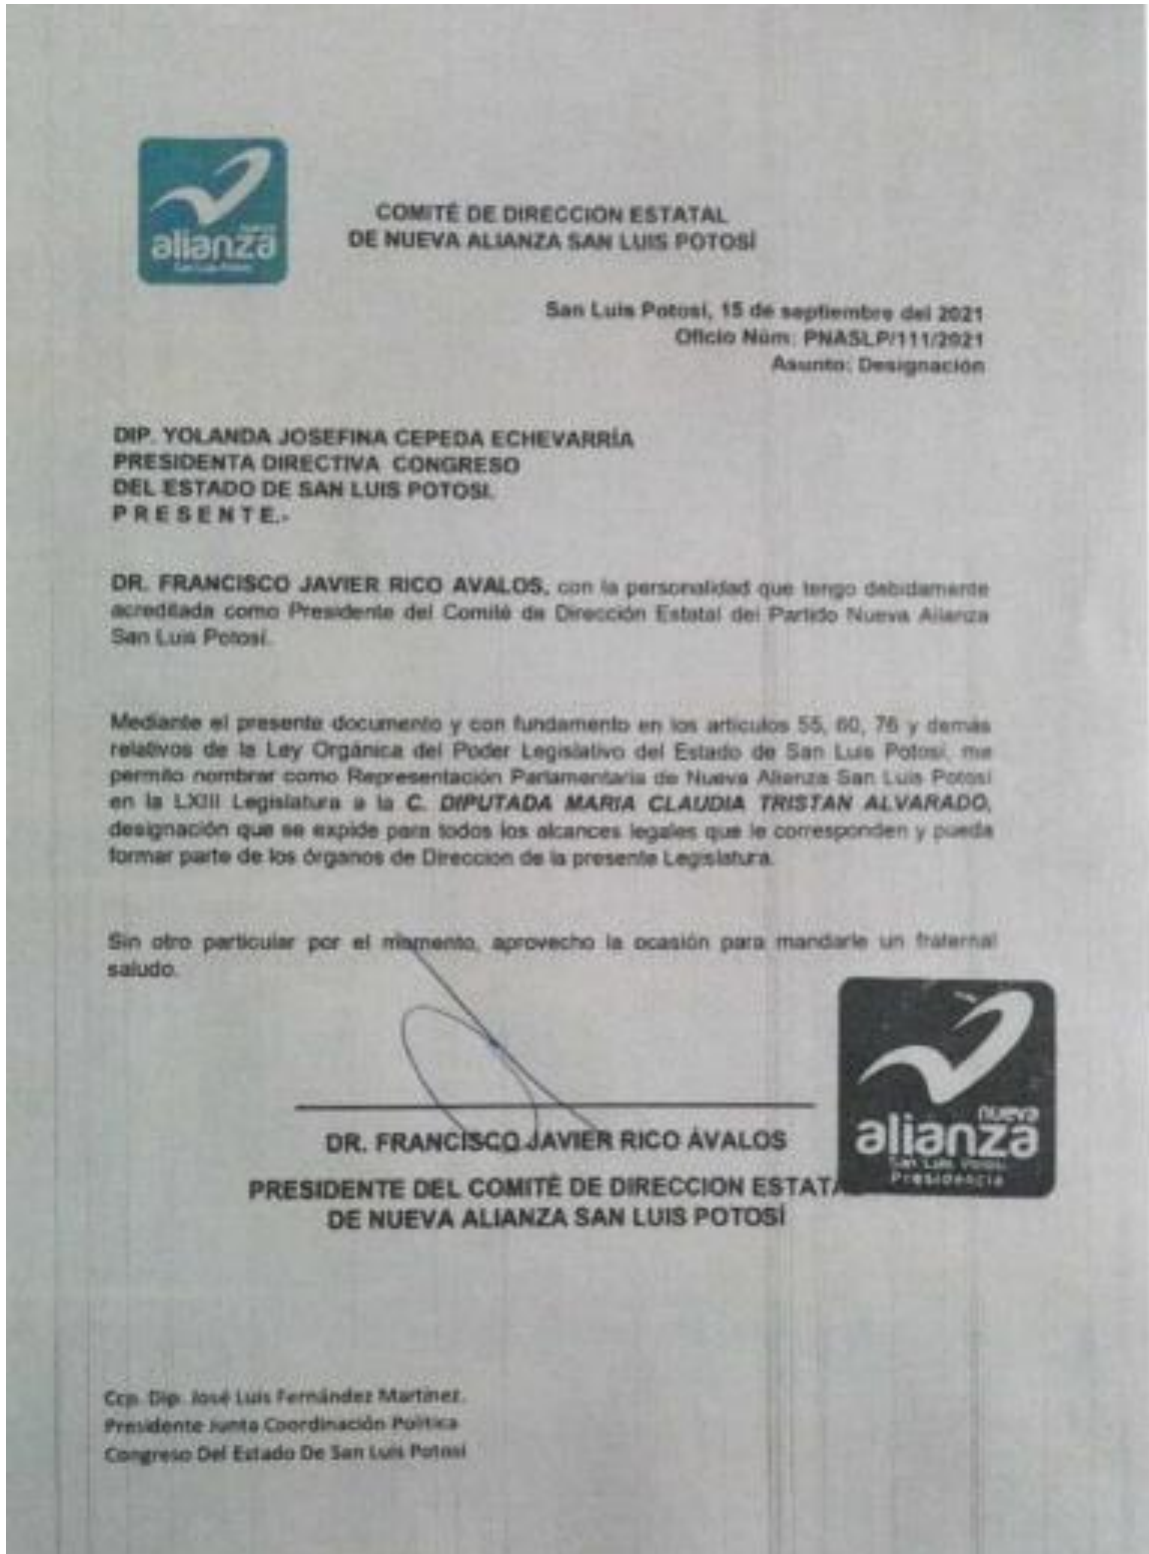 nueva
alianza
San Luis Potosí
COMITÉ DE DIRECCION ESTATAL
DE NUEVA ALIANZA SAN LUIS POTOSÍ
San Luis Potosí, 15 de septiembre del 2021
Oficio Núm: PNASLP/111/2021
Asunto: Designación
DIP. YOLANDA JOSEFINA CEPEDA ECHEVARRÍA
PRESIDENTA DIRECTIVA CONGRESO
DEL ESTADO DE SAN LUIS POTOSI.
P R E S E N T E.-
DR. FRANCISCO JAVIER RICO AVALOS, con la personalidad que tengo debidamente
acreditada como Presidente del Comité de Dirección Estatal del Partido Nueva Alianza
San Luis Potosí.
Mediante el presente documento y con fundamento en los artículos 55, 60, 76 y demás
relativos de la Ley Orgánica del Poder Legislativo del Estado de San Luis Potosí, me
permito nombrar como Representación Parlamentaria de Nueva Alianza San Luis Potosí
en la LXIII Legislatura a la C. DIPUTADA MARIA CLAUDIA TRISTAN ALVARADO,
designación que se expide para todos los alcances legales que le corresponden y pueda
formar parte de los órganos de Direccion de la presente Legislatura.
Sin otro particular por el momento, aprovecho la ocasión para mandarle un fraternal
saludo.
DR. FRANCISCO JAVIER RICO ÁVALOS
PRESIDENTE DEL COMITÉ DE DIRECCION ESTATA
DE NUEVA ALIANZA SAN LUIS POTOSÍ
nueva
alianza
San Luis Potosí
Presidencia
Ccp. Dip. José Luis Fernández Martínez.
Presidente Junta Coordinación Política
Congreso Del Estado De San Luis Potosí